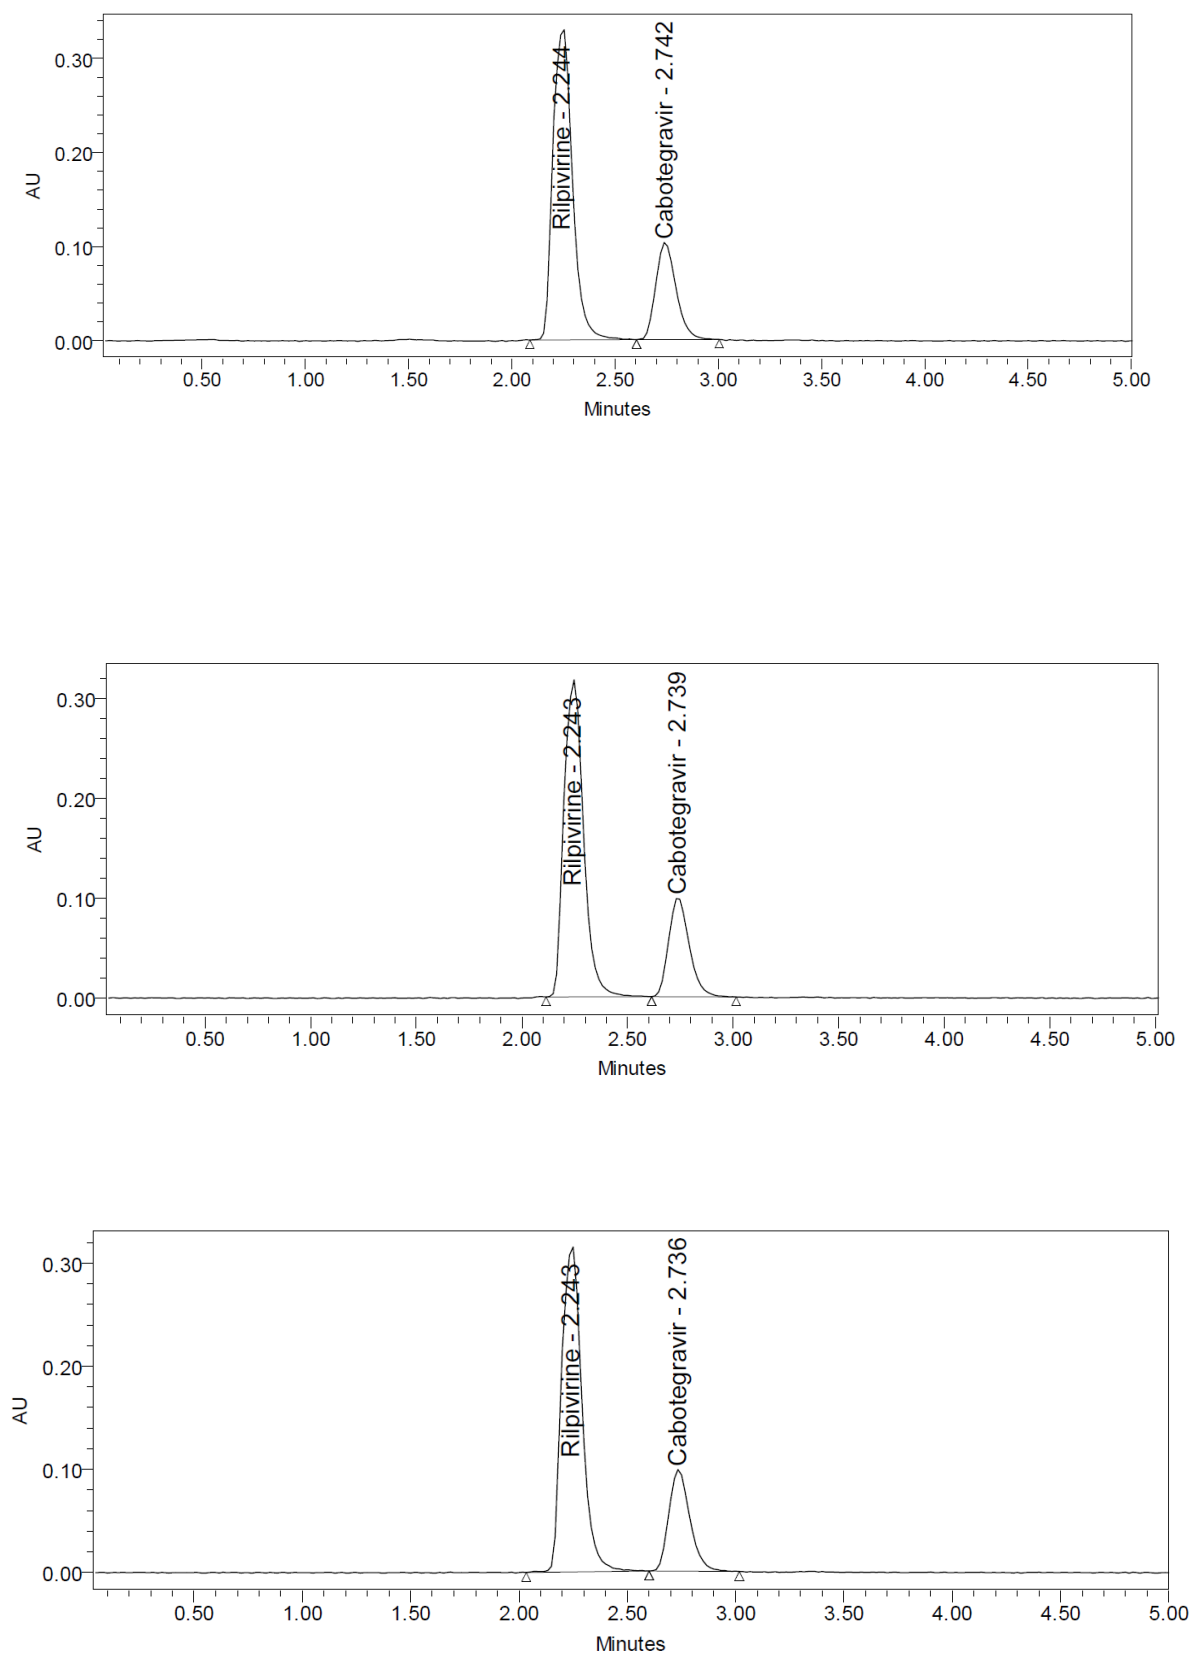 Rilpivirine - 2.244
Cabotegravir - 2.742
0.30
0.20
0.10
0.00
AU
0.50 1.00 1.50 2.00 2.50 3.00 3.50 4.00 4.50 5.00
Minutes
Rilpivirine - 2.243
Cabotegravir - 2.739
0.30
0.20
0.10
0.00
AU
0.50 1.00 1.50 2.00 2.50 3.00 3.50 4.00 4.50 5.00
Minutes
Rilpivirine - 2.243
Cabotegravir - 2.736
0.30
0.20
0.10
0.00
AU
0.50 1.00 1.50 2.00 2.50 3.00 3.50 4.00 4.50 5.00
Minutes